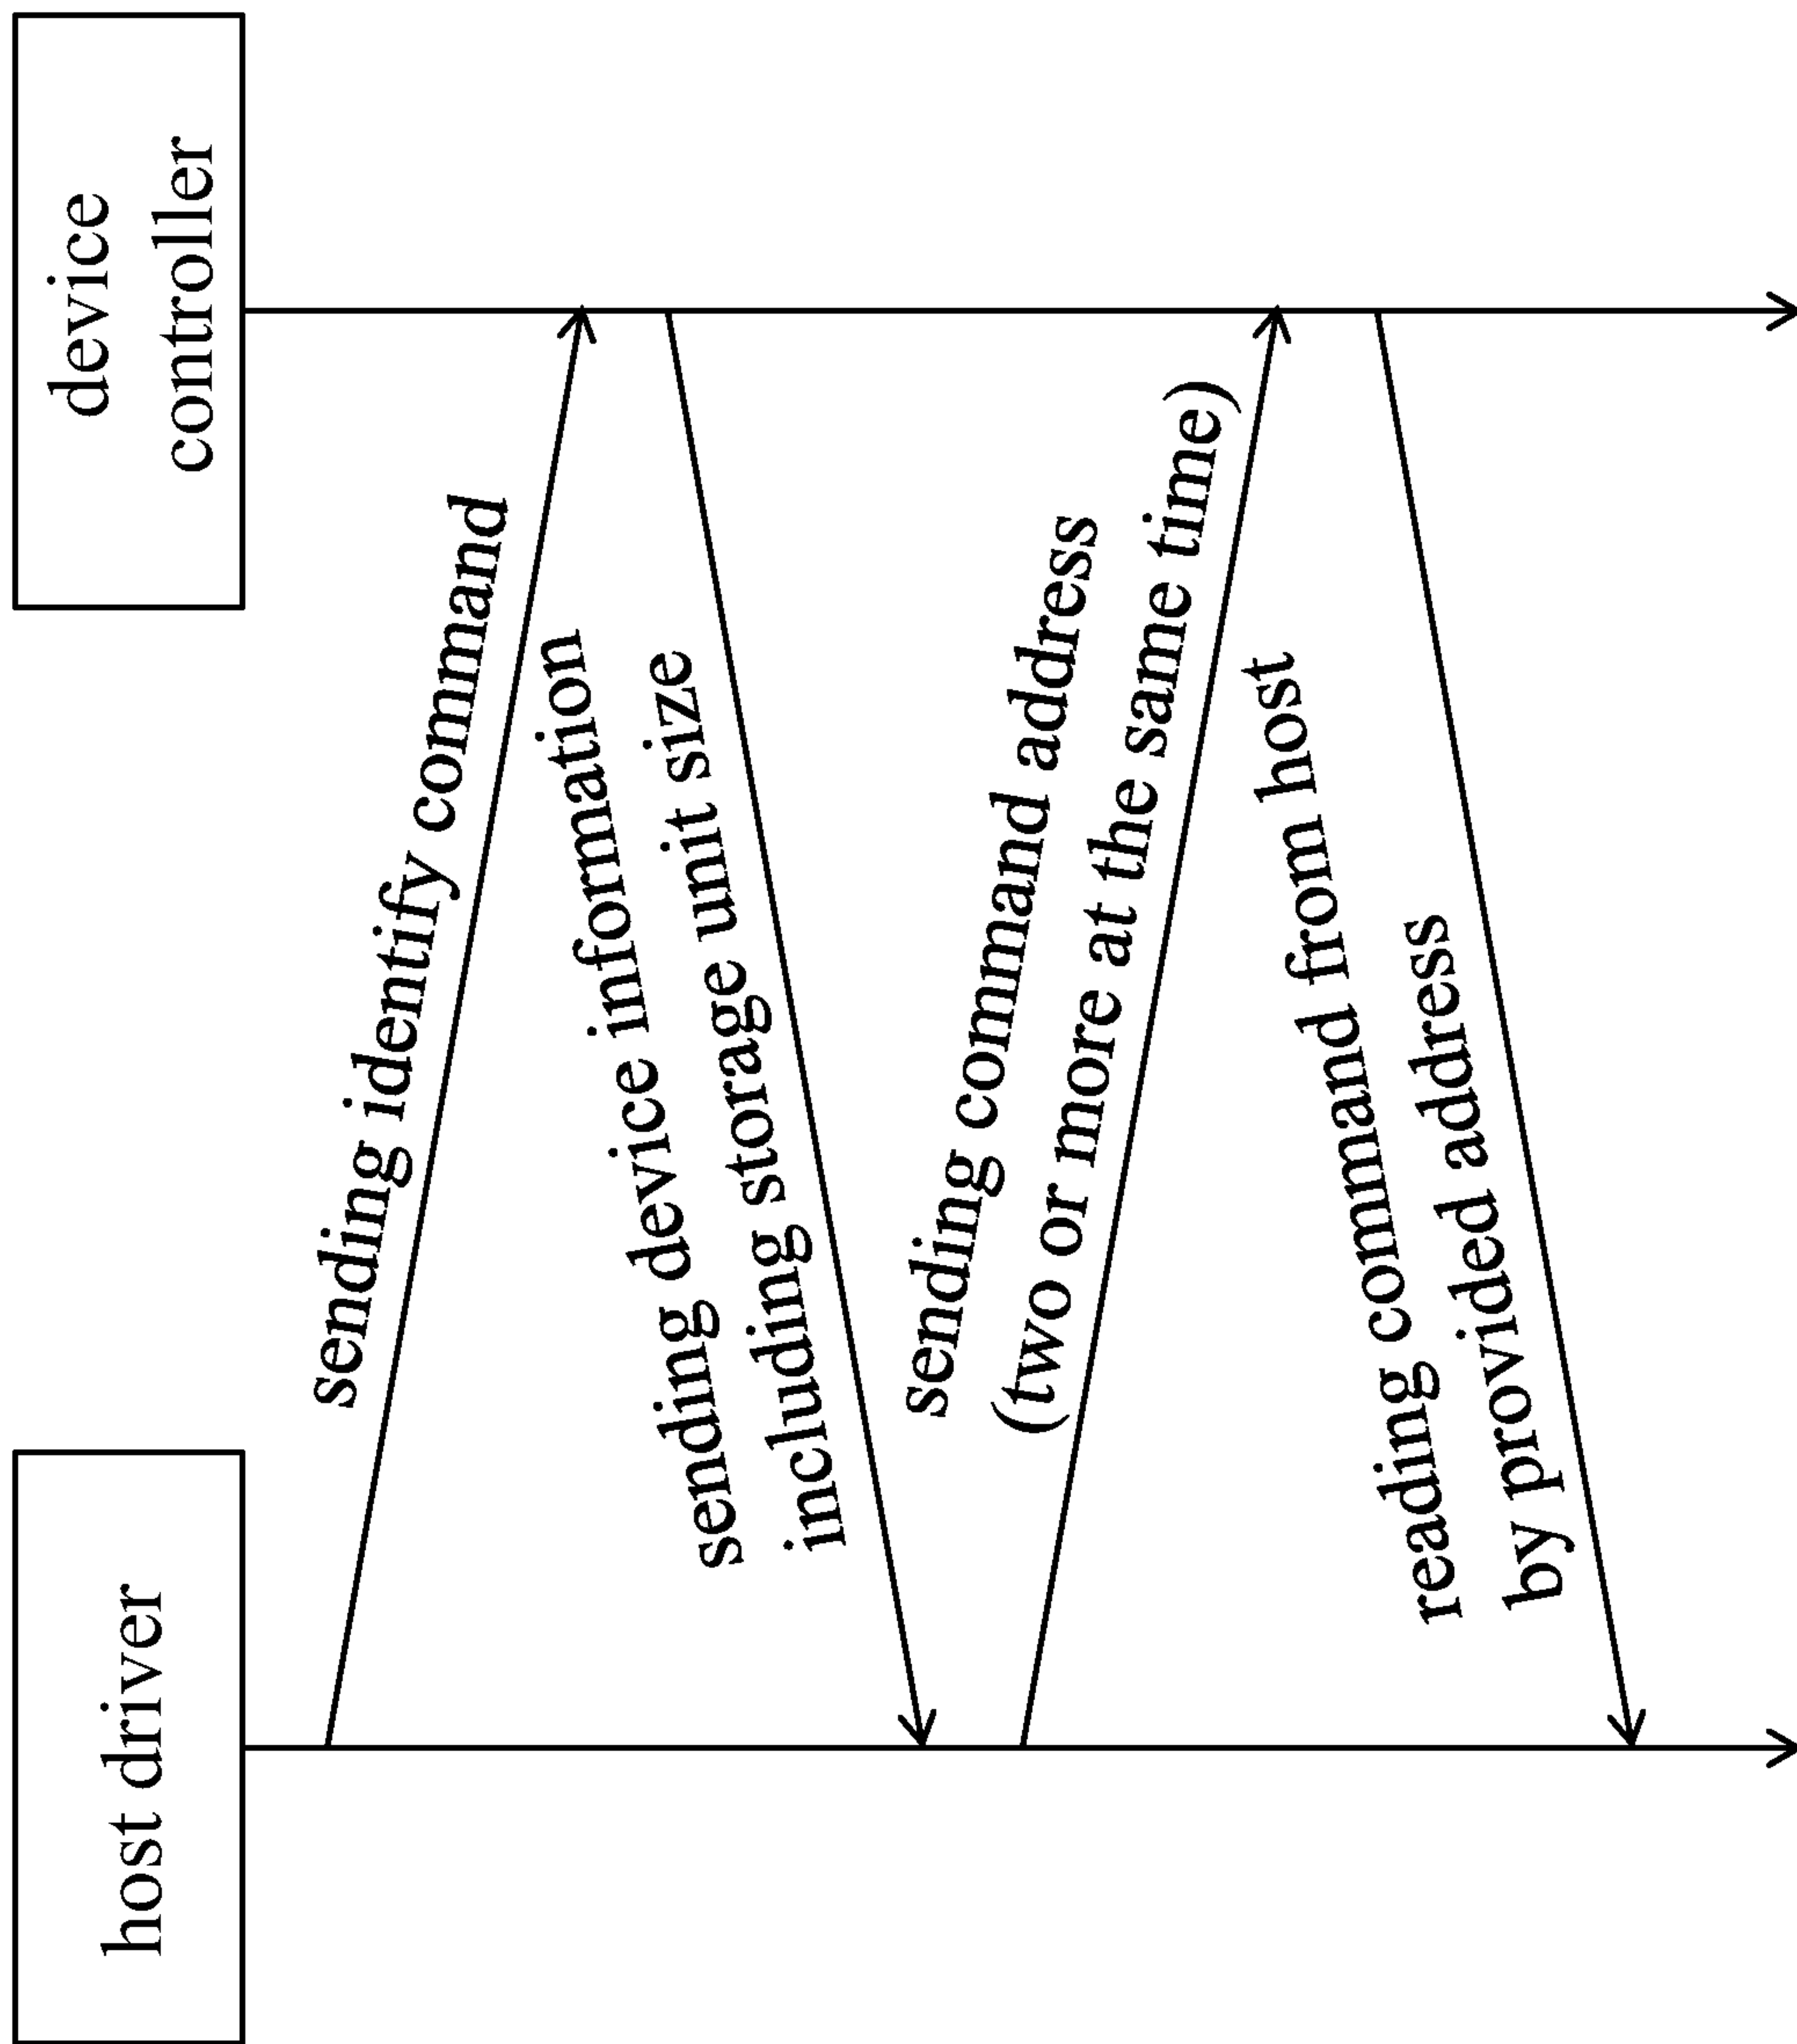 host driver
device
controller
sending identify command
sending device information
including storage unit size
sending command address
(two or more at the same time)
reading command from host
by provided address